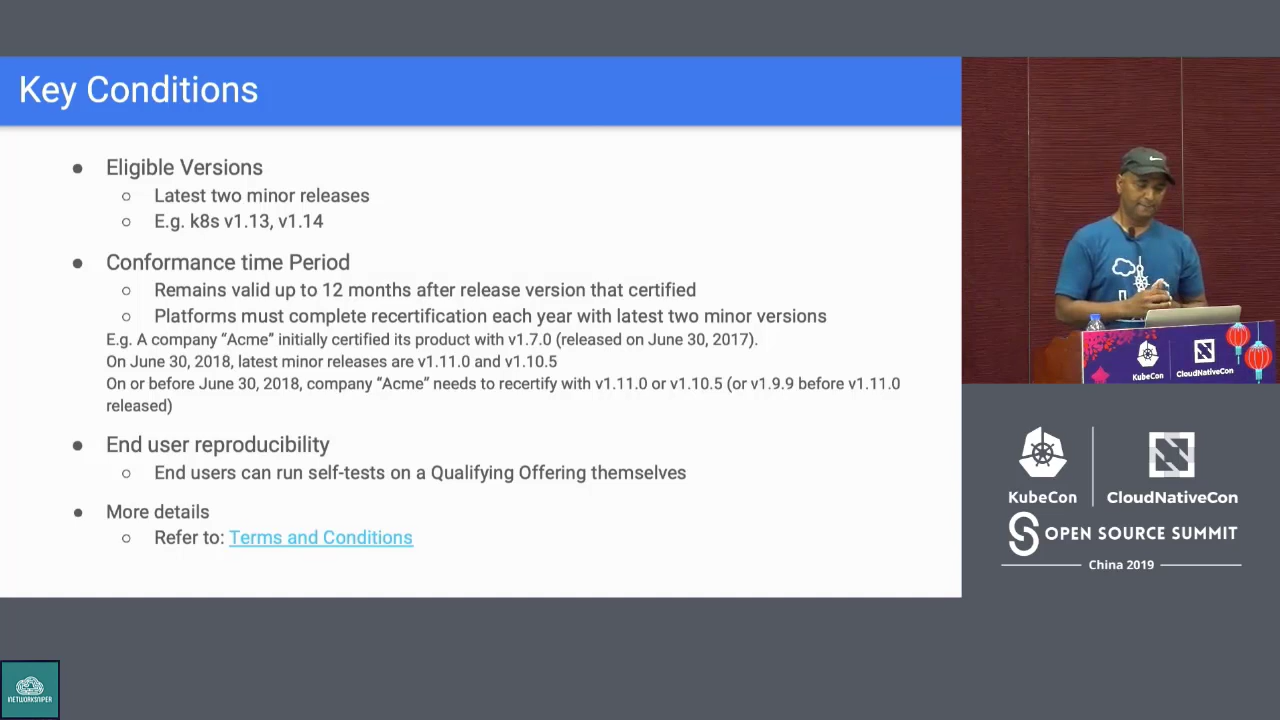 Key Conditions
● Eligible Versions
○ Latest two minor releases
○ E.g. k8s v1.13, v1.14
● Conformance time Period
○ Remains valid up to 12 months after release version that certified
○ Platforms must complete recertification each year with latest two minor versions
E.g. A company “Acme” initially certified its product with v1.7.0 (released on June 30, 2017).
On June 30, 2018, latest minor releases are v1.11.0 and v1.10.5
On or before June 30, 2018, company “Acme” needs to recertify with v1.11.0 or v1.10.5 (or v1.9.9 before v1.11.0
released)
● End user reproducibility
○ End users can run self-tests on a Qualifying Offering themselves
● More details
○ Refer to: Terms and Conditions
KubeCon
CloudNativeCon
KubeCon
CloudNativeCon
OPEN SOURCE SUMMIT
China 2019
INETWORKSNIPER